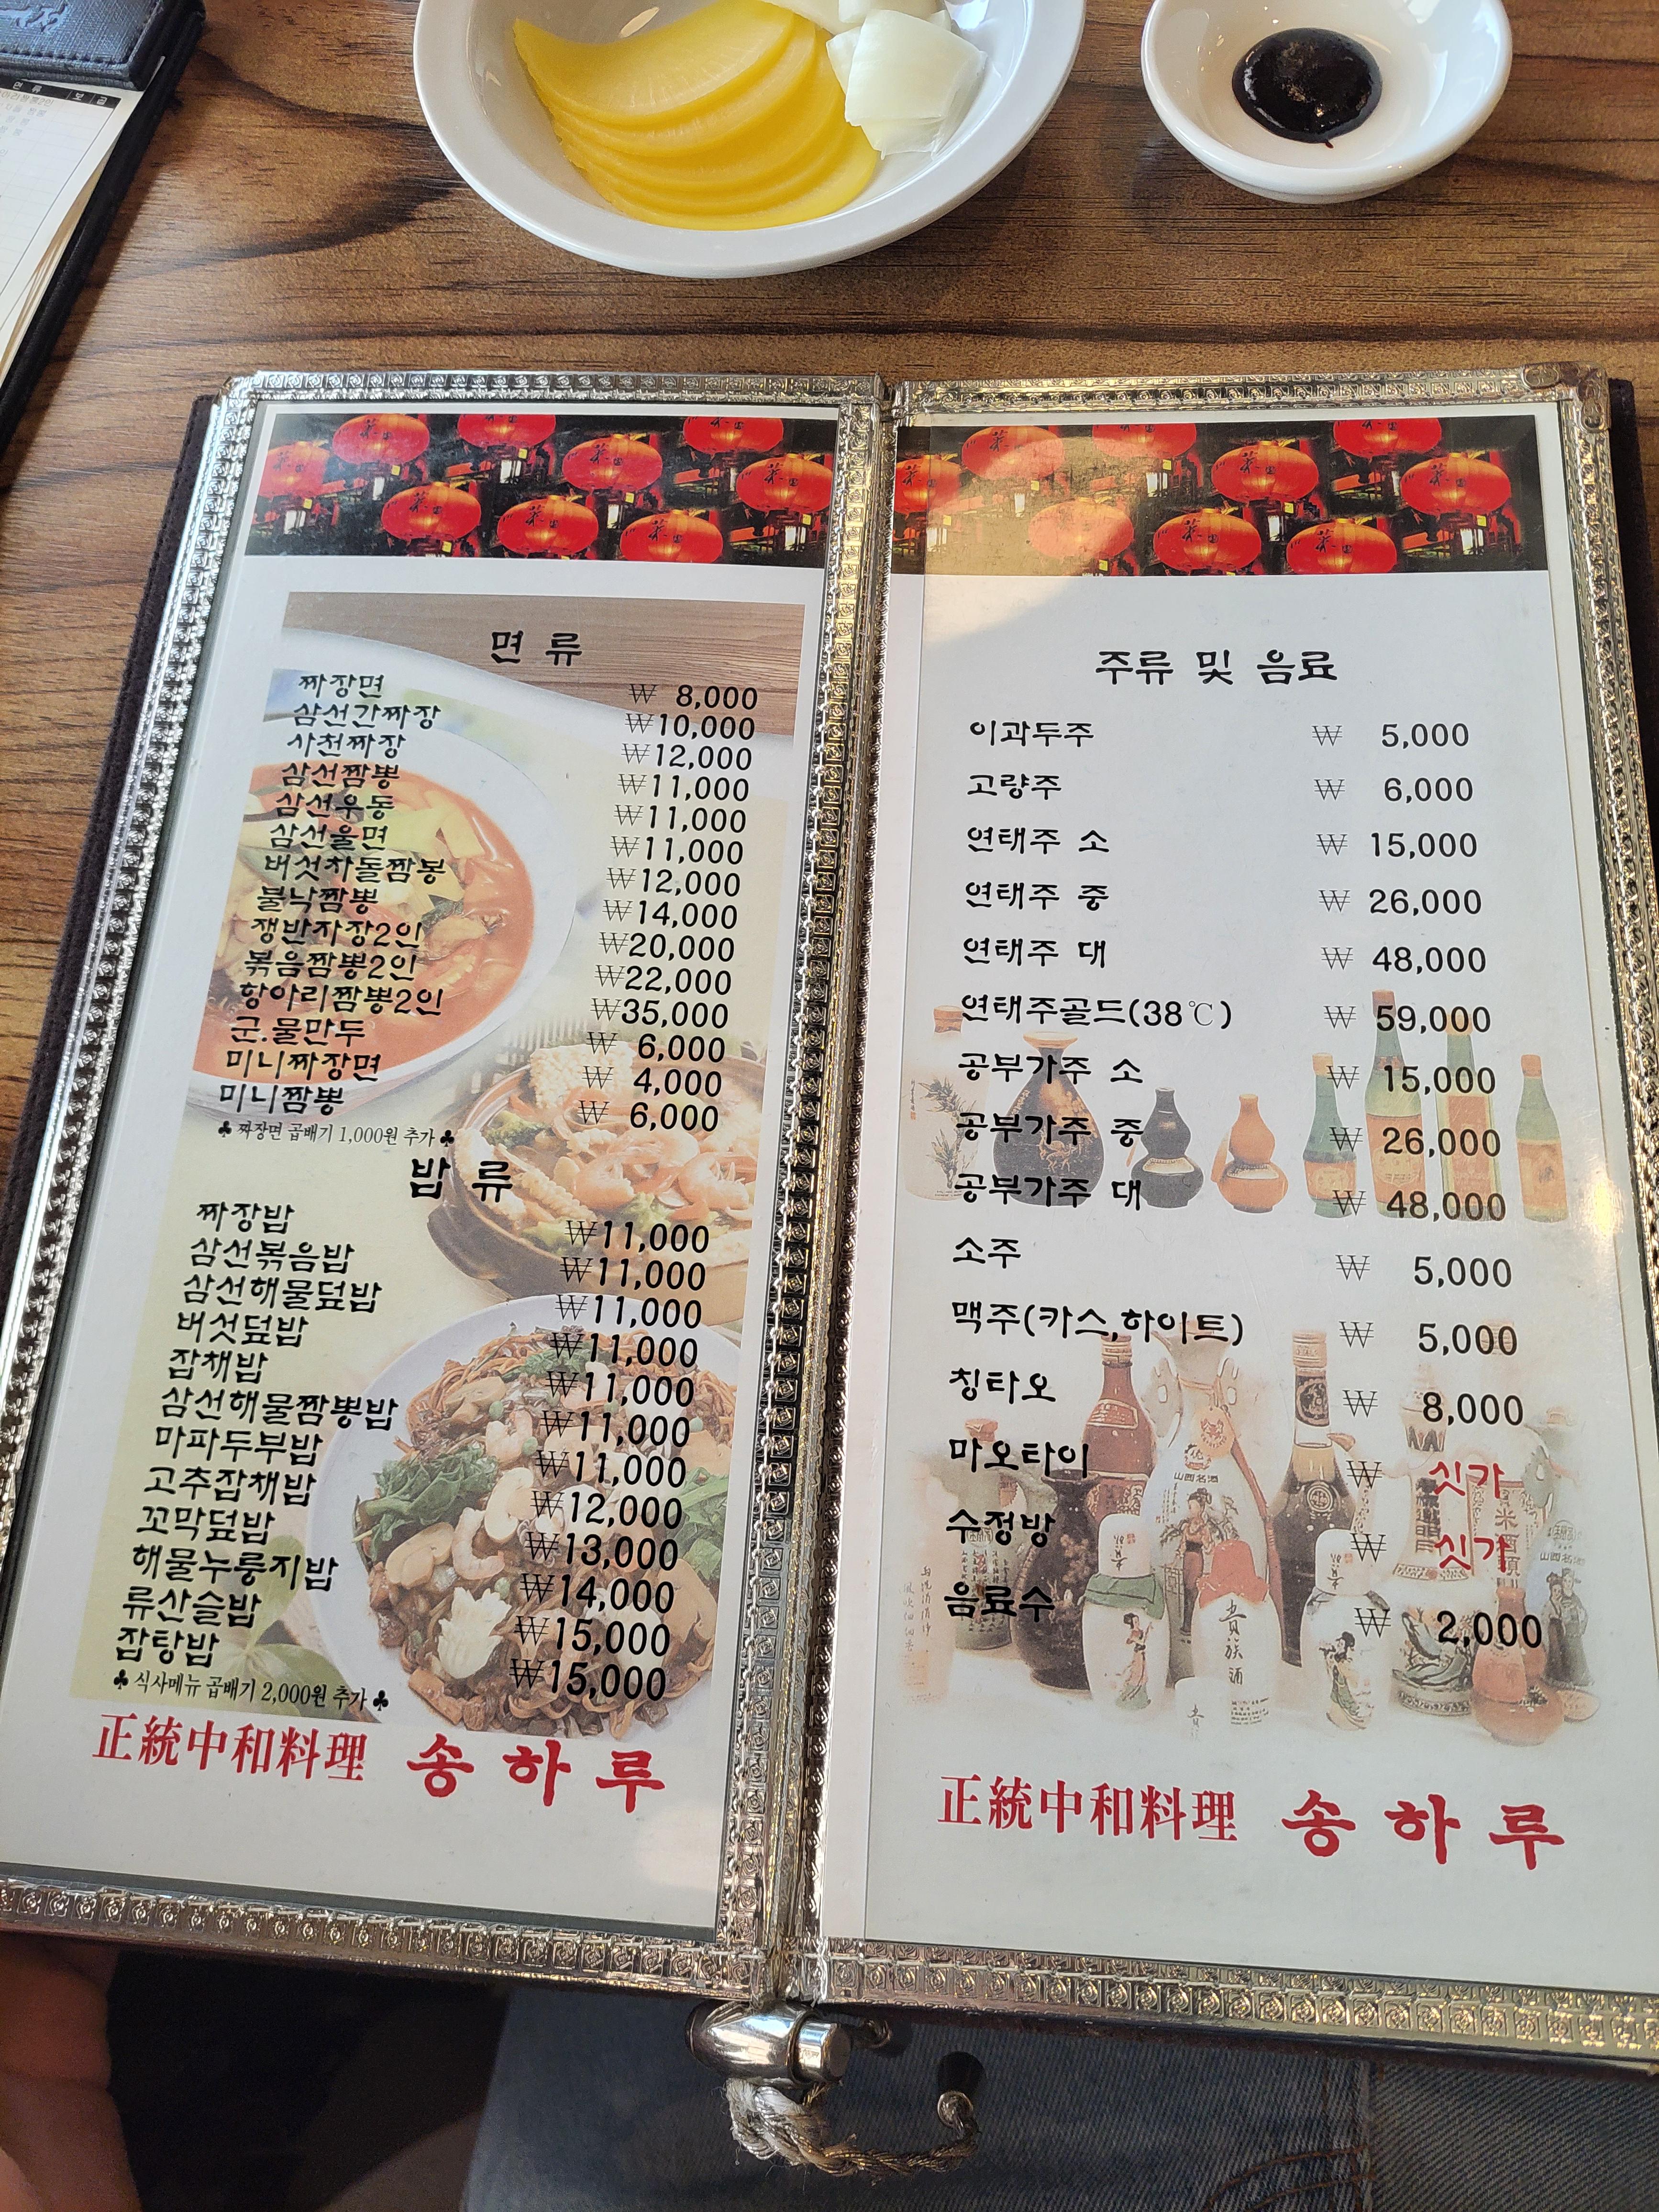 면 류
짜장면 ₩ 8,000
삼선간짜장 ₩10,000
사천짜장 ₩12,000
삼선짬뽕 ₩11,000
삼선우동 ₩11,000
삼선울면 ₩11,000
버섯차돌짬뽕 ₩12,000
불낙짬뽕 ₩14,000
쟁반자장2인 ₩20,000
볶음짬뽕2인 ₩22,000
항아리짬뽕2인 ₩35,000
군.물만두 ₩ 6,000
미니짜장면 ₩ 4,000
미니짬뽕 ₩ 6,000
♣ 짜장면 곱배기 1,000원 추가 ♣
밥 류
짜장밥 ₩11,000
삼선볶음밥 ₩11,000
삼선해물덮밥 ₩11,000
버섯덮밥 ₩11,000
잡채밥 ₩11,000
삼선해물짬뽕밥 ₩11,000
마파두부밥 ₩11,000
고추잡채밥 ₩12,000
꼬막덮밥 ₩13,000
해물누룽지밥 ₩14,000
류산슬밥 ₩15,000
잡탕밥 ₩15,000
♣ 식사메뉴 곱배기 2,000원 추가 ♣
正統中和料理 송하루
주류 및 음료
이과두주 ₩ 5,000
고량주 ₩ 6,000
연태주 소 ₩ 15,000
연태주 중 ₩ 26,000
연태주 대 ₩ 48,000
연태주골드(38℃) ₩ 59,000
공부가주 소 ₩ 15,000
공부가주 중 ₩ 26,000
공부가주 대 ₩ 48,000
소주 ₩ 5,000
맥주(카스,하이트) ₩ 5,000
칭타오 ₩ 8,000
마오타이 ₩ 싯가
수정방 ₩ 싯가
음료수 ₩ 2,000
正統中和料理 송하루